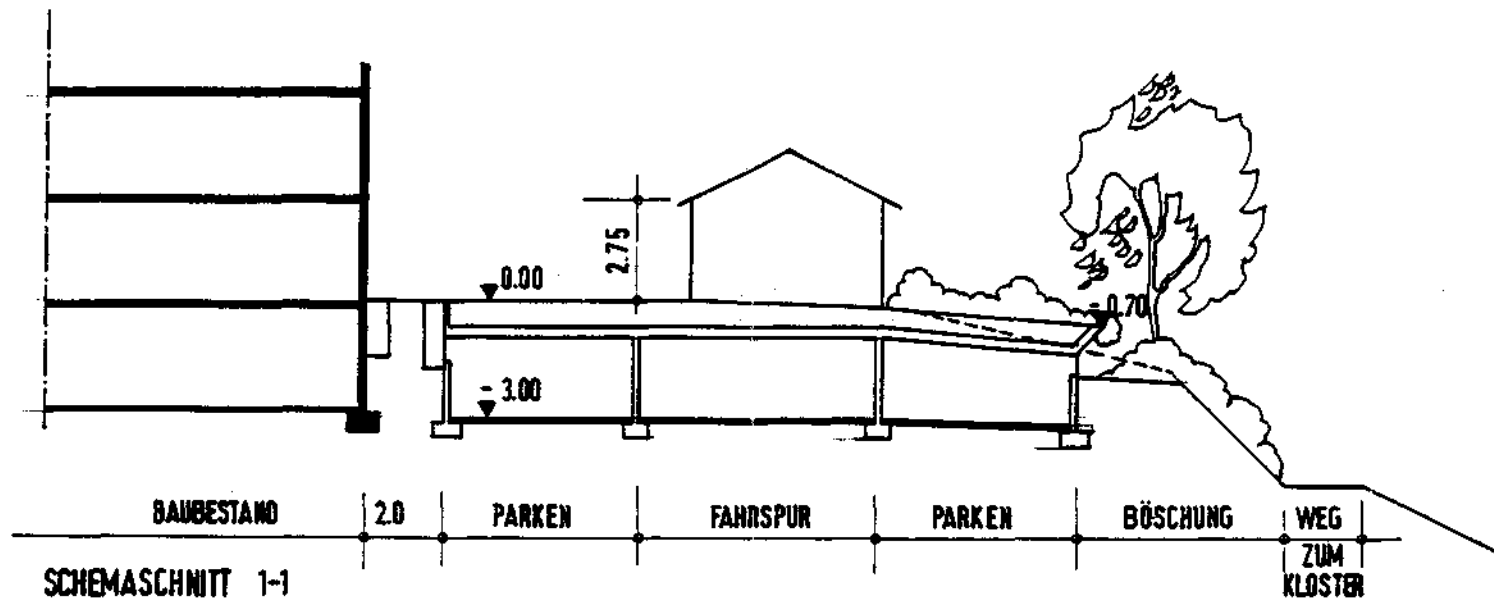 2.75
0.00
- 0.70
- 3.00
BAUBESTAND 2.0 PARKEN FAHRSPUR PARKEN BÖSCHUNG WEG
ZUM
KLOSTER
SCHEMASCHNITT 1-1